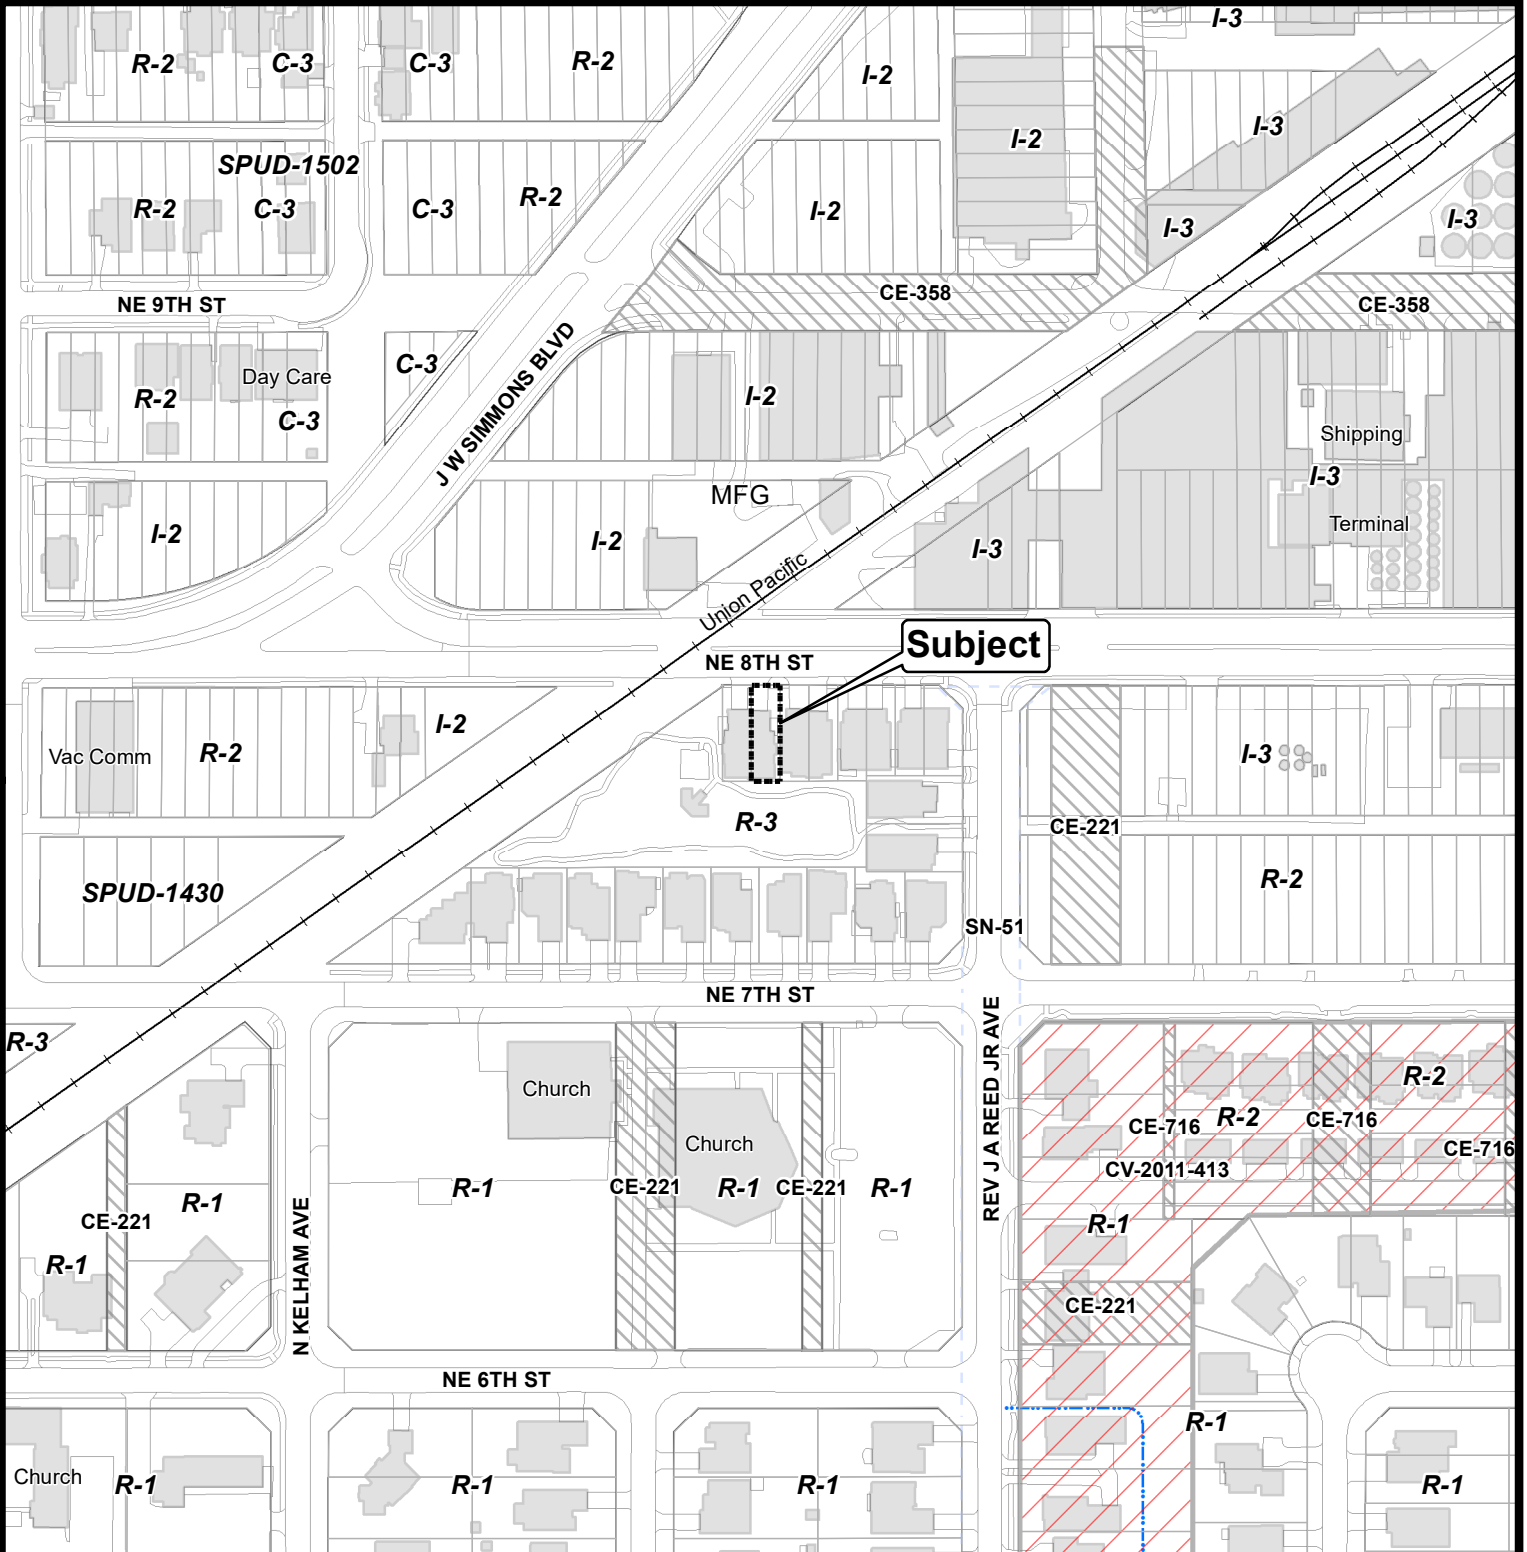 I-3
R-2
C-3
C-3
R-2
I-2
I-2
I-3
SPUD-1502
R-2
C-3
C-3
R-2
I-2
I-3
I-3
NE 9TH ST
CE-358
CE-358
R-2
Day Care
C-3
C-3
J W SIMMONS BLVD
I-2
Shipping
I-3
Terminal
MFG
I-2
I-2
I-3
Union Pacific
Subject
NE 8TH ST
Vac Comm
R-2
I-2
I-3
R-3
CE-221
SPUD-1430
R-2
SN-51
NE 7TH ST
REV J A REED JR AVE
R-3
Church
Church
R-2
R-2
CE-716
CE-716
CE-716
CV-2011-413
R-1
CE-221
R-1
CE-221
R-1
R-1
CE-221
R-1
R-1
N KELHAM AVE
CE-221
NE 6TH ST
R-1
Church
R-1
R-1
R-1
R-1